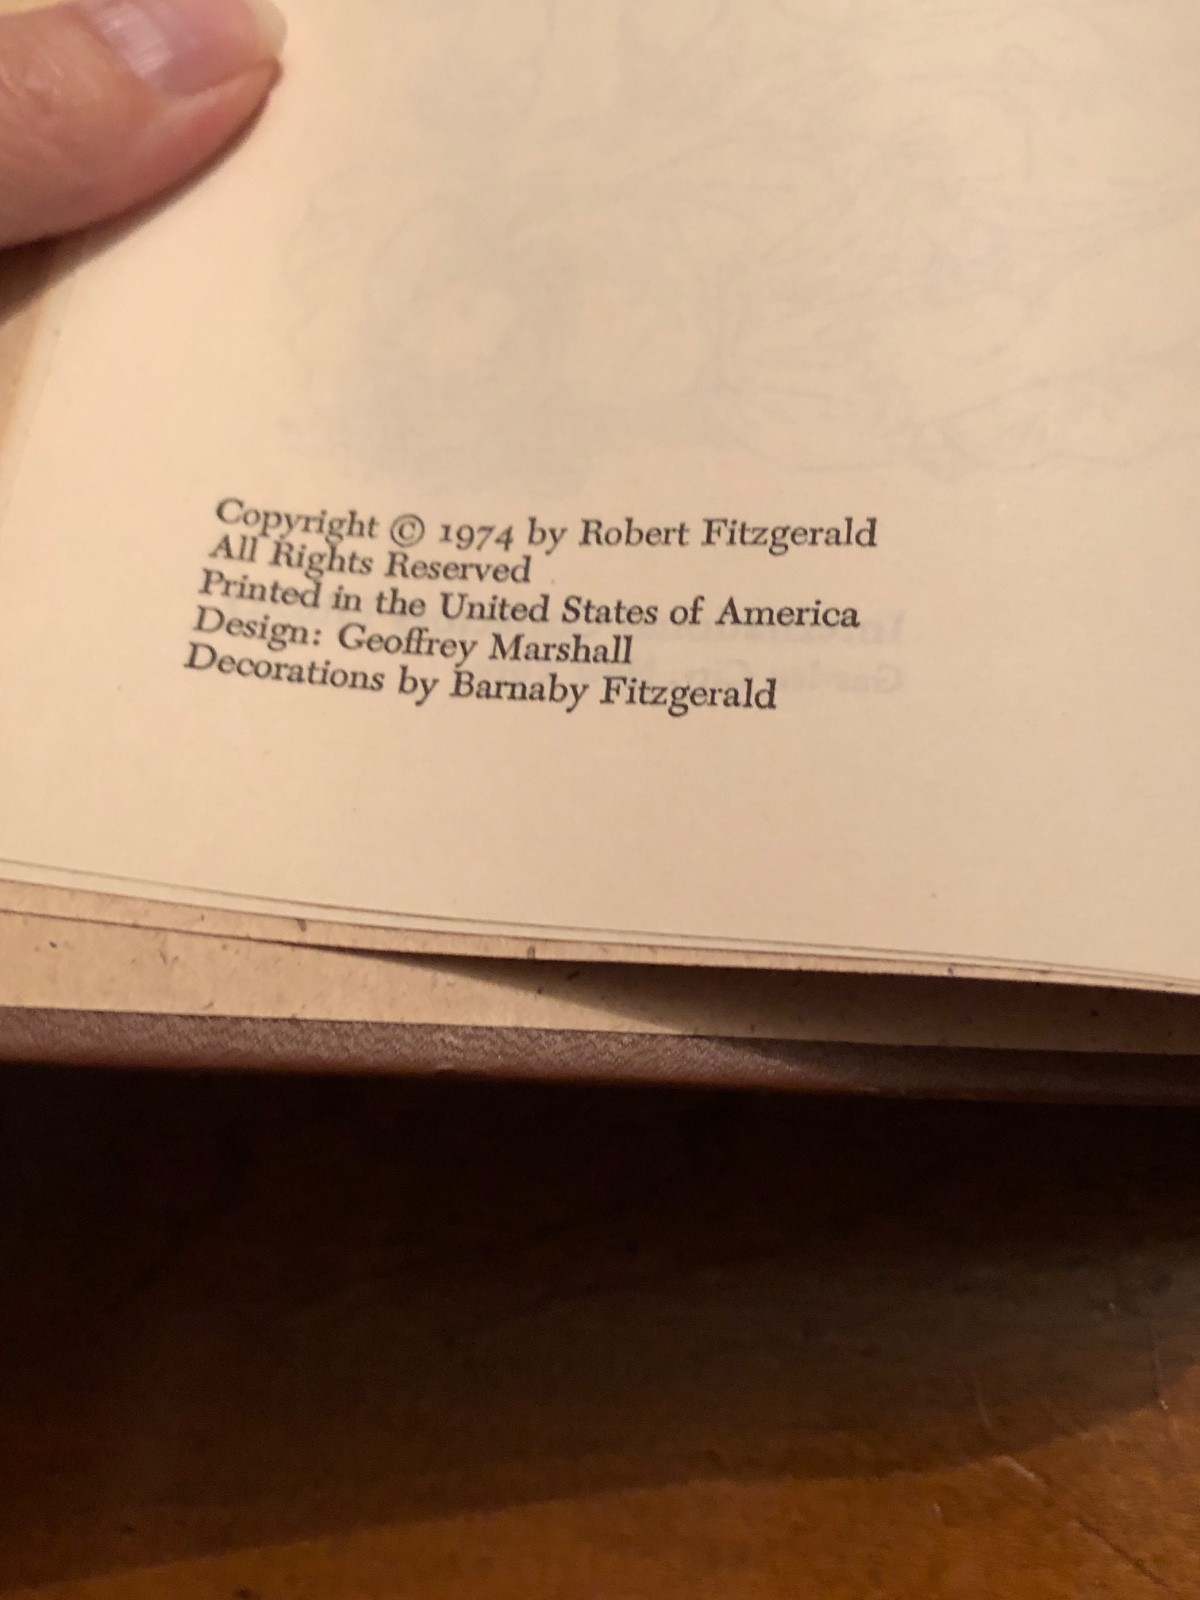 Copyright © 1974 by Robert Fitzgerald
All Rights Reserved
Printed in the United States of America
Design: Geoffrey Marshall
Decorations by Barnaby Fitzgerald